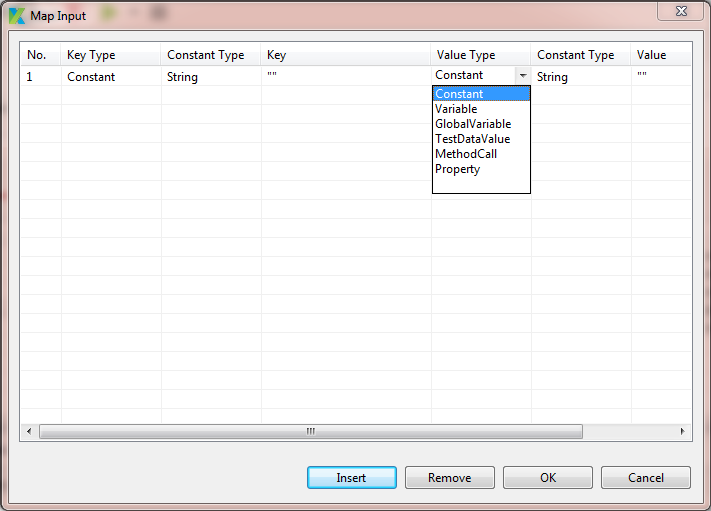 Map Input
No. Key Type Constant Type Key Value Type Constant Type Value
1 Constant String "" Constant String ""
Constant
Variable
GlobalVariable
TestDataValue
MethodCall
Property
Insert Remove OK Cancel